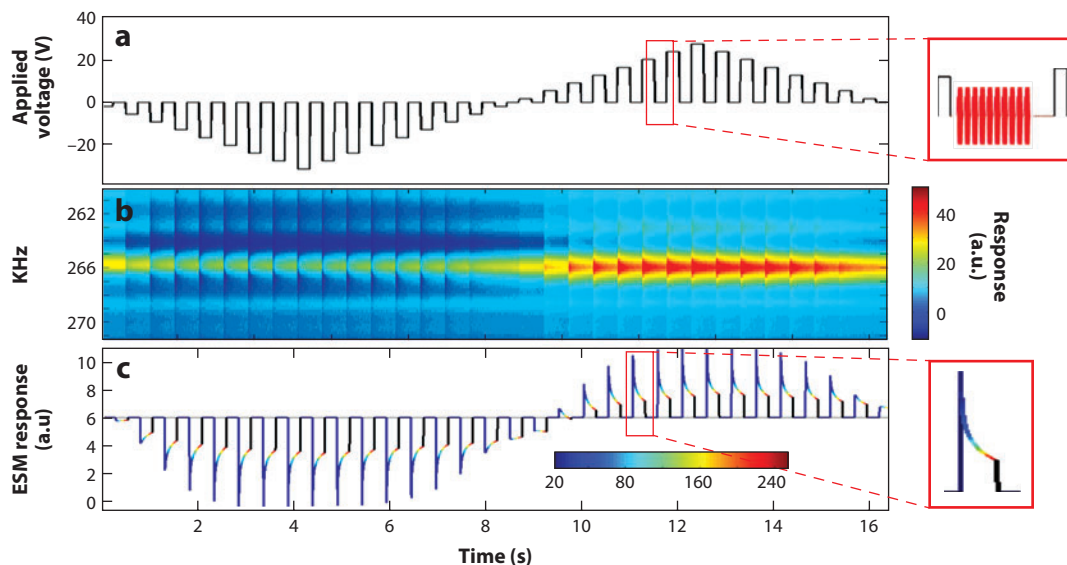 a
Applied
voltage (V)
40
20
0
−20
b
KHz
262
266
270
40
20
0
Response
(a.u.)
c
ESM response
(a.u)
10
8
6
6
4
2
0
20 80 160 240
2 4 6 8 10 12 14 16
Time (s)